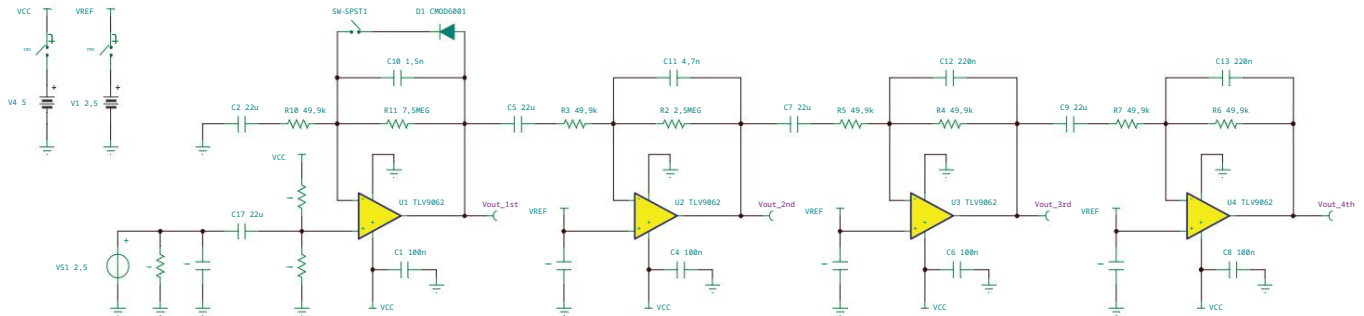 VCC
VREF
SW-SPST1
D1 CMOD6001
C10 1,5n
C11 4,7n
C12 220n
C13 220n
V4 5
V1 2,5
C2 22u
R10 49,9k
R11 7,5MEG
C5 22u
R3 49,9k
R2 2,5MEG
C7 22u
R5 49,9k
R4 49,9k
C9 22u
R7 49,9k
R6 49,9k
VCC
U1 TLV9062
Vout_1st
U2 TLV9062
Vout_2nd
U3 TLV9062
Vout_3rd
U4 TLV9062
Vout_4th
C17 22u
VREF
VREF
VREF
VS1 2,5
C1 100n
C4 100n
C6 100n
C8 100n
VCC
VCC
VCC
VCC